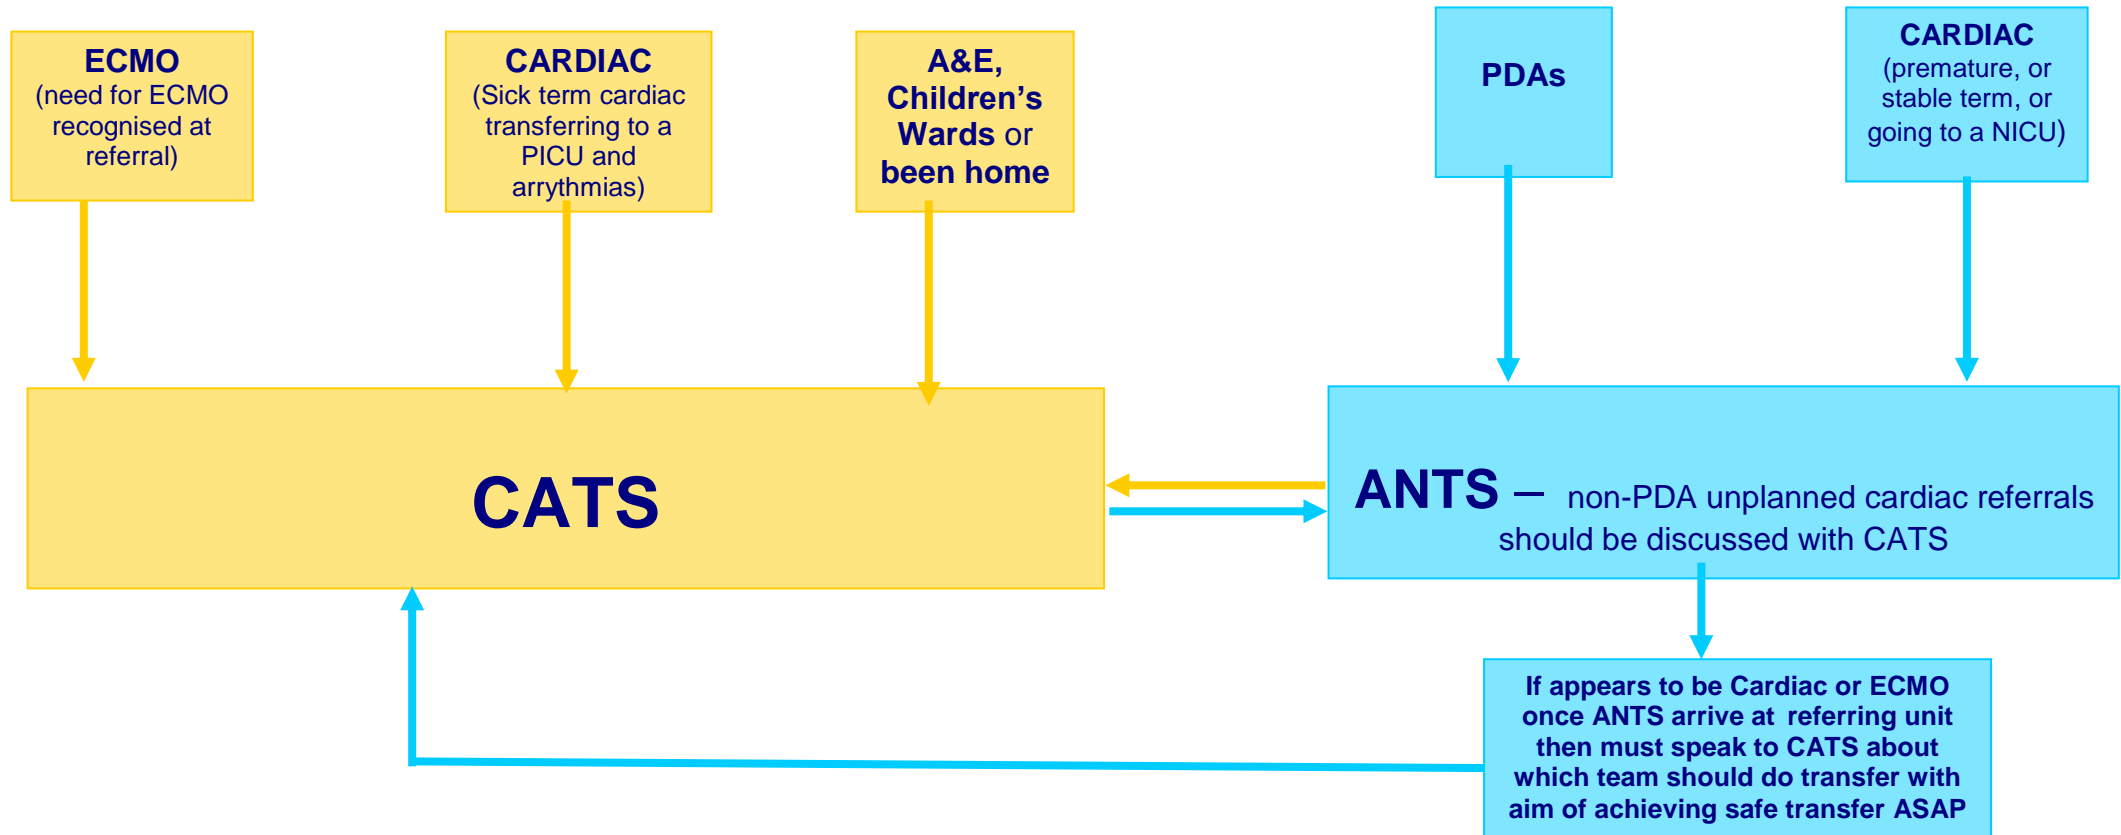 ECMO
(need for ECMO
recognised at
referral)
CARDIAC
(Sick term cardiac
transferring to a
PICU and
arrythmias)
A&E,
Children's
Wards or
been home
PDAs
CARDIAC
(premature, or
stable term, or
going to a NICU)
CATS
ANTS – non-PDA unplanned cardiac referrals
should be discussed with CATS
If appears to be Cardiac or ECMO
once ANTS arrive at referring unit
then must speak to CATS about
which team should do transfer with
aim of achieving safe transfer ASAP